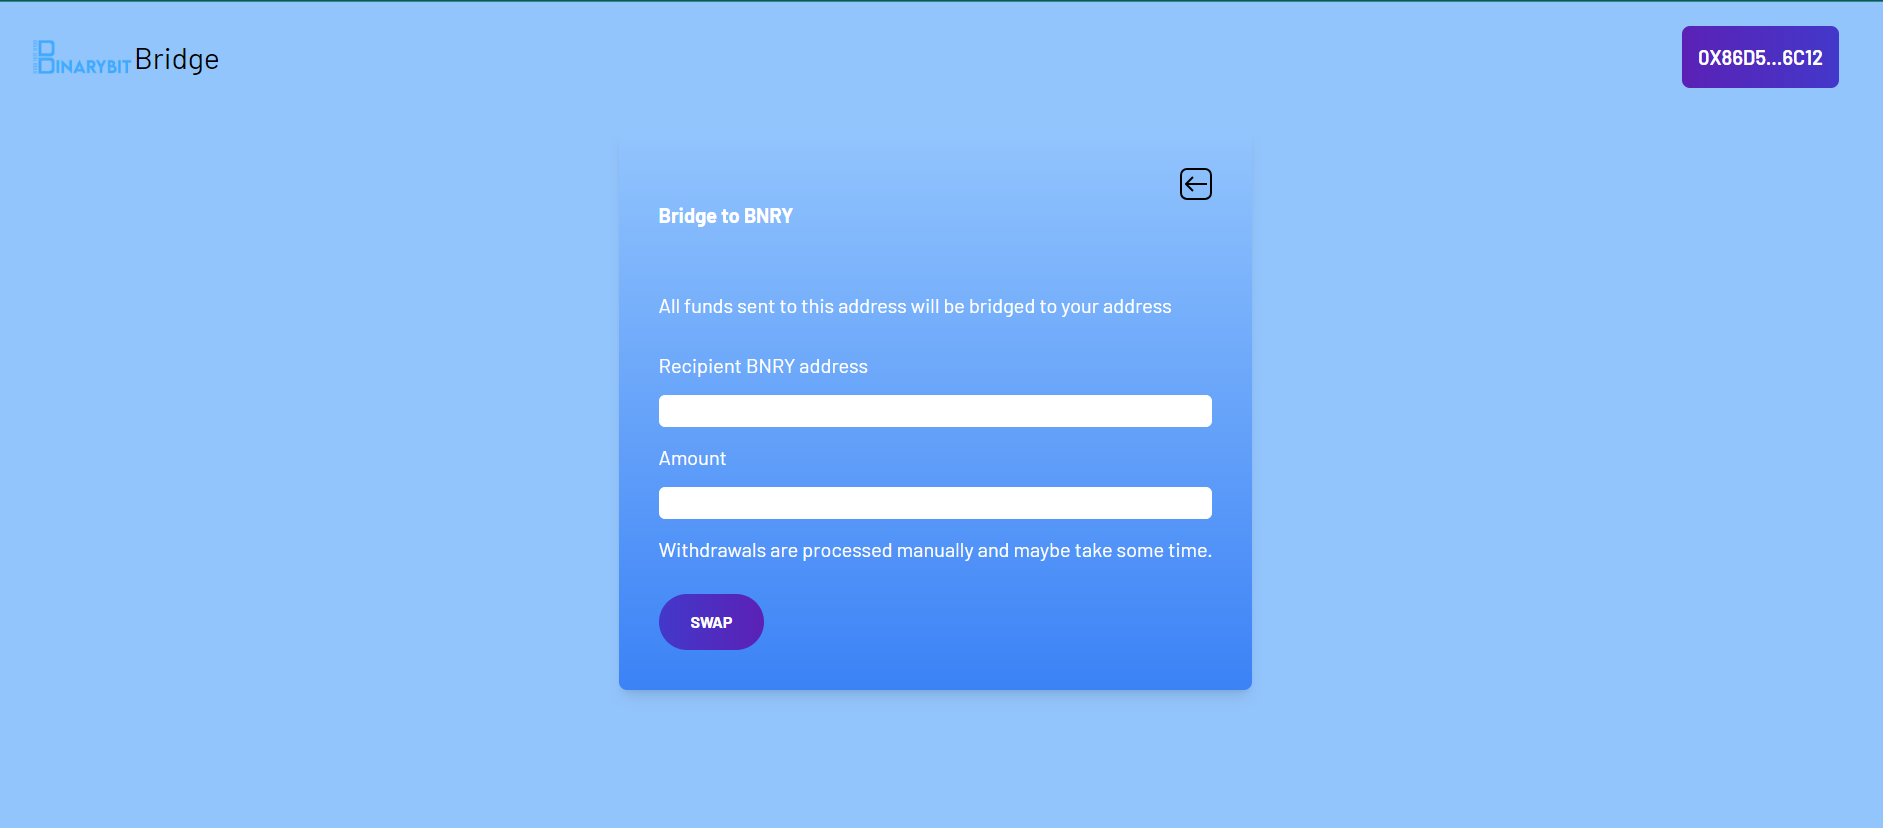 BINARYBIT Bridge
0X86D5...6C12
Bridge to BNRY
All funds sent to this address will be bridged to your address
Recipient BNRY address
Amount
Withdrawals are processed manually and maybe take some time.
SWAP